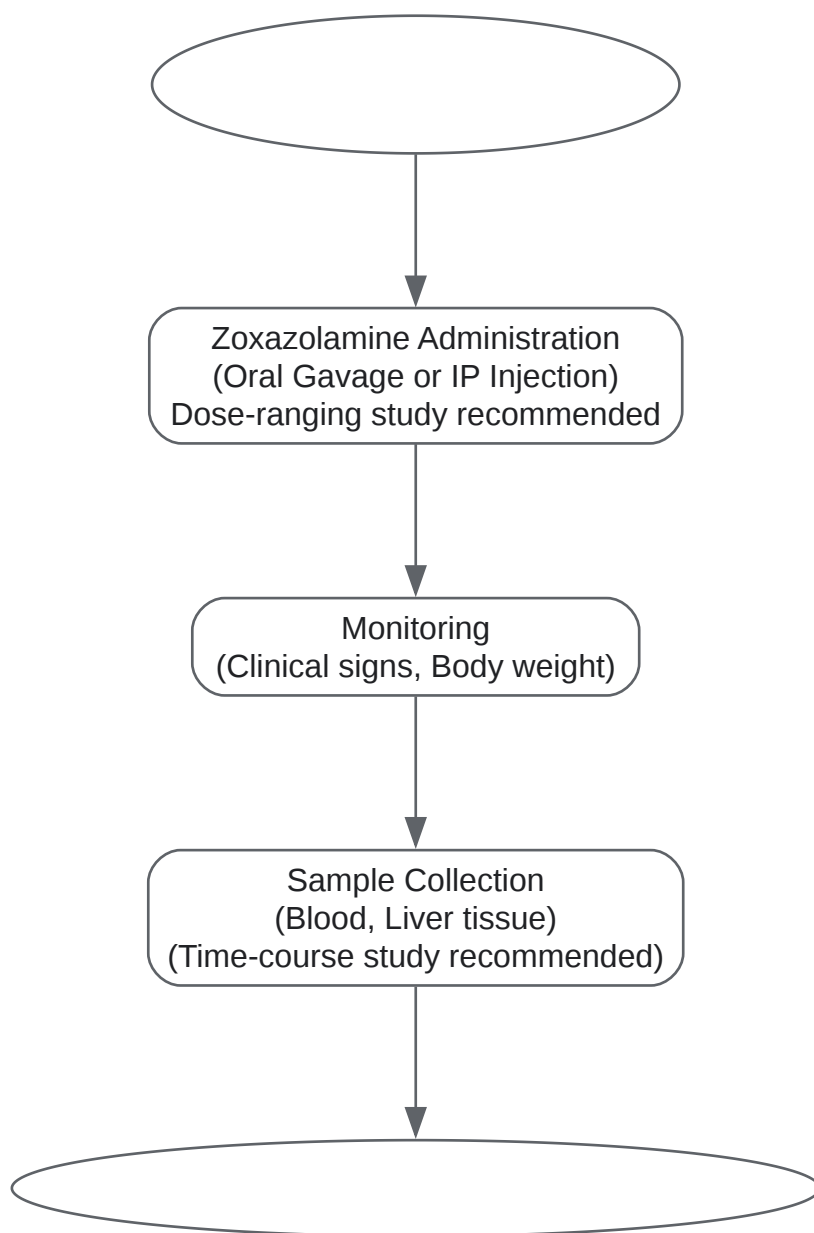 Zoxazolamine Administration
(Oral Gavage or IP Injection)
Dose-ranging study recommended
Monitoring
(Clinical signs, Body weight)
Sample Collection
(Blood, Liver tissue)
(Time-course study recommended)